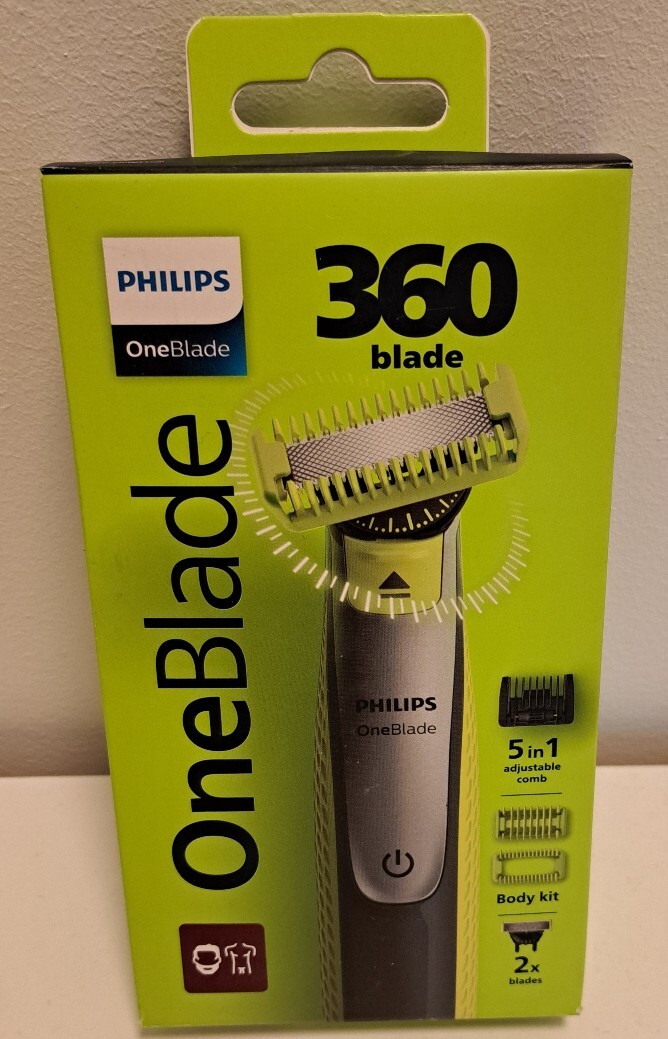 PHILIPS
OneBlade
360
blade
OneBlade
PHILIPS
OneBlade
5 in 1
adjustable
comb
Body kit
2x
blades